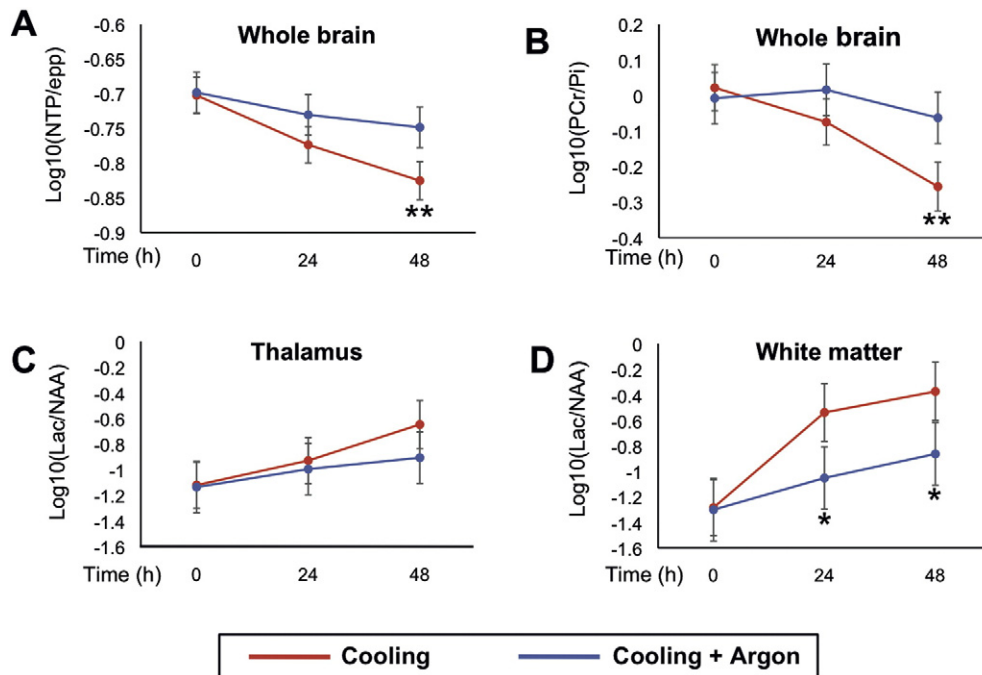 A
Whole brain
Log10(NTP/epp)
-0.6
-0.65
-0.7
-0.75
-0.8
-0.85
-0.9
**
Time (h)
0
24
48
B
Whole brain
Log10(PCr/Pi)
0.2
0.1
0
-0.1
-0.2
-0.3
-0.4
**
Time (h)
0
24
48
C
Thalamus
Log10(Lac/NAA)
0
-0.2
-0.4
-0.6
-0.8
-1
-1.2
-1.4
-1.6
Time (h)
0
24
48
D
White matter
Log10(Lac/NAA)
0
-0.2
-0.4
-0.6
-0.8
-1
-1.2
-1.4
-1.6
*
*
Time (h)
0
24
48
Cooling
Cooling + Argon